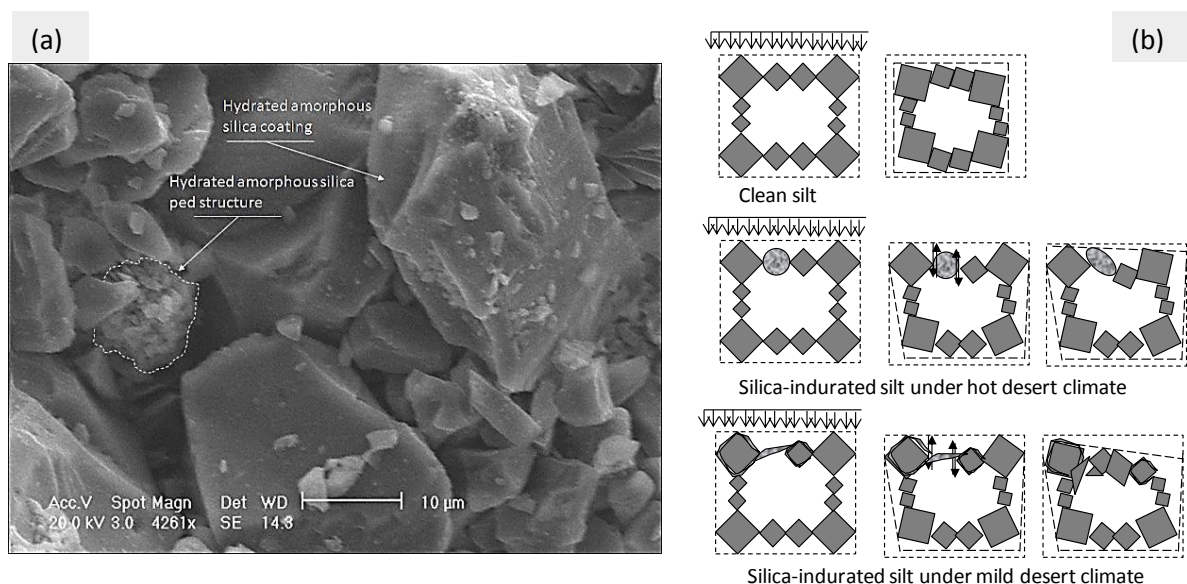 (a)
Hydrated amorphous
silica coating
Hydrated amorphous silica
ped structure
Acc.V Spot Magn Det WD 10 µm
20.0 kV 3.0 4261x SE 14.3
(b)
Clean silt
Silica-indurated silt under hot desert climate
Silica-indurated silt under mild desert climate